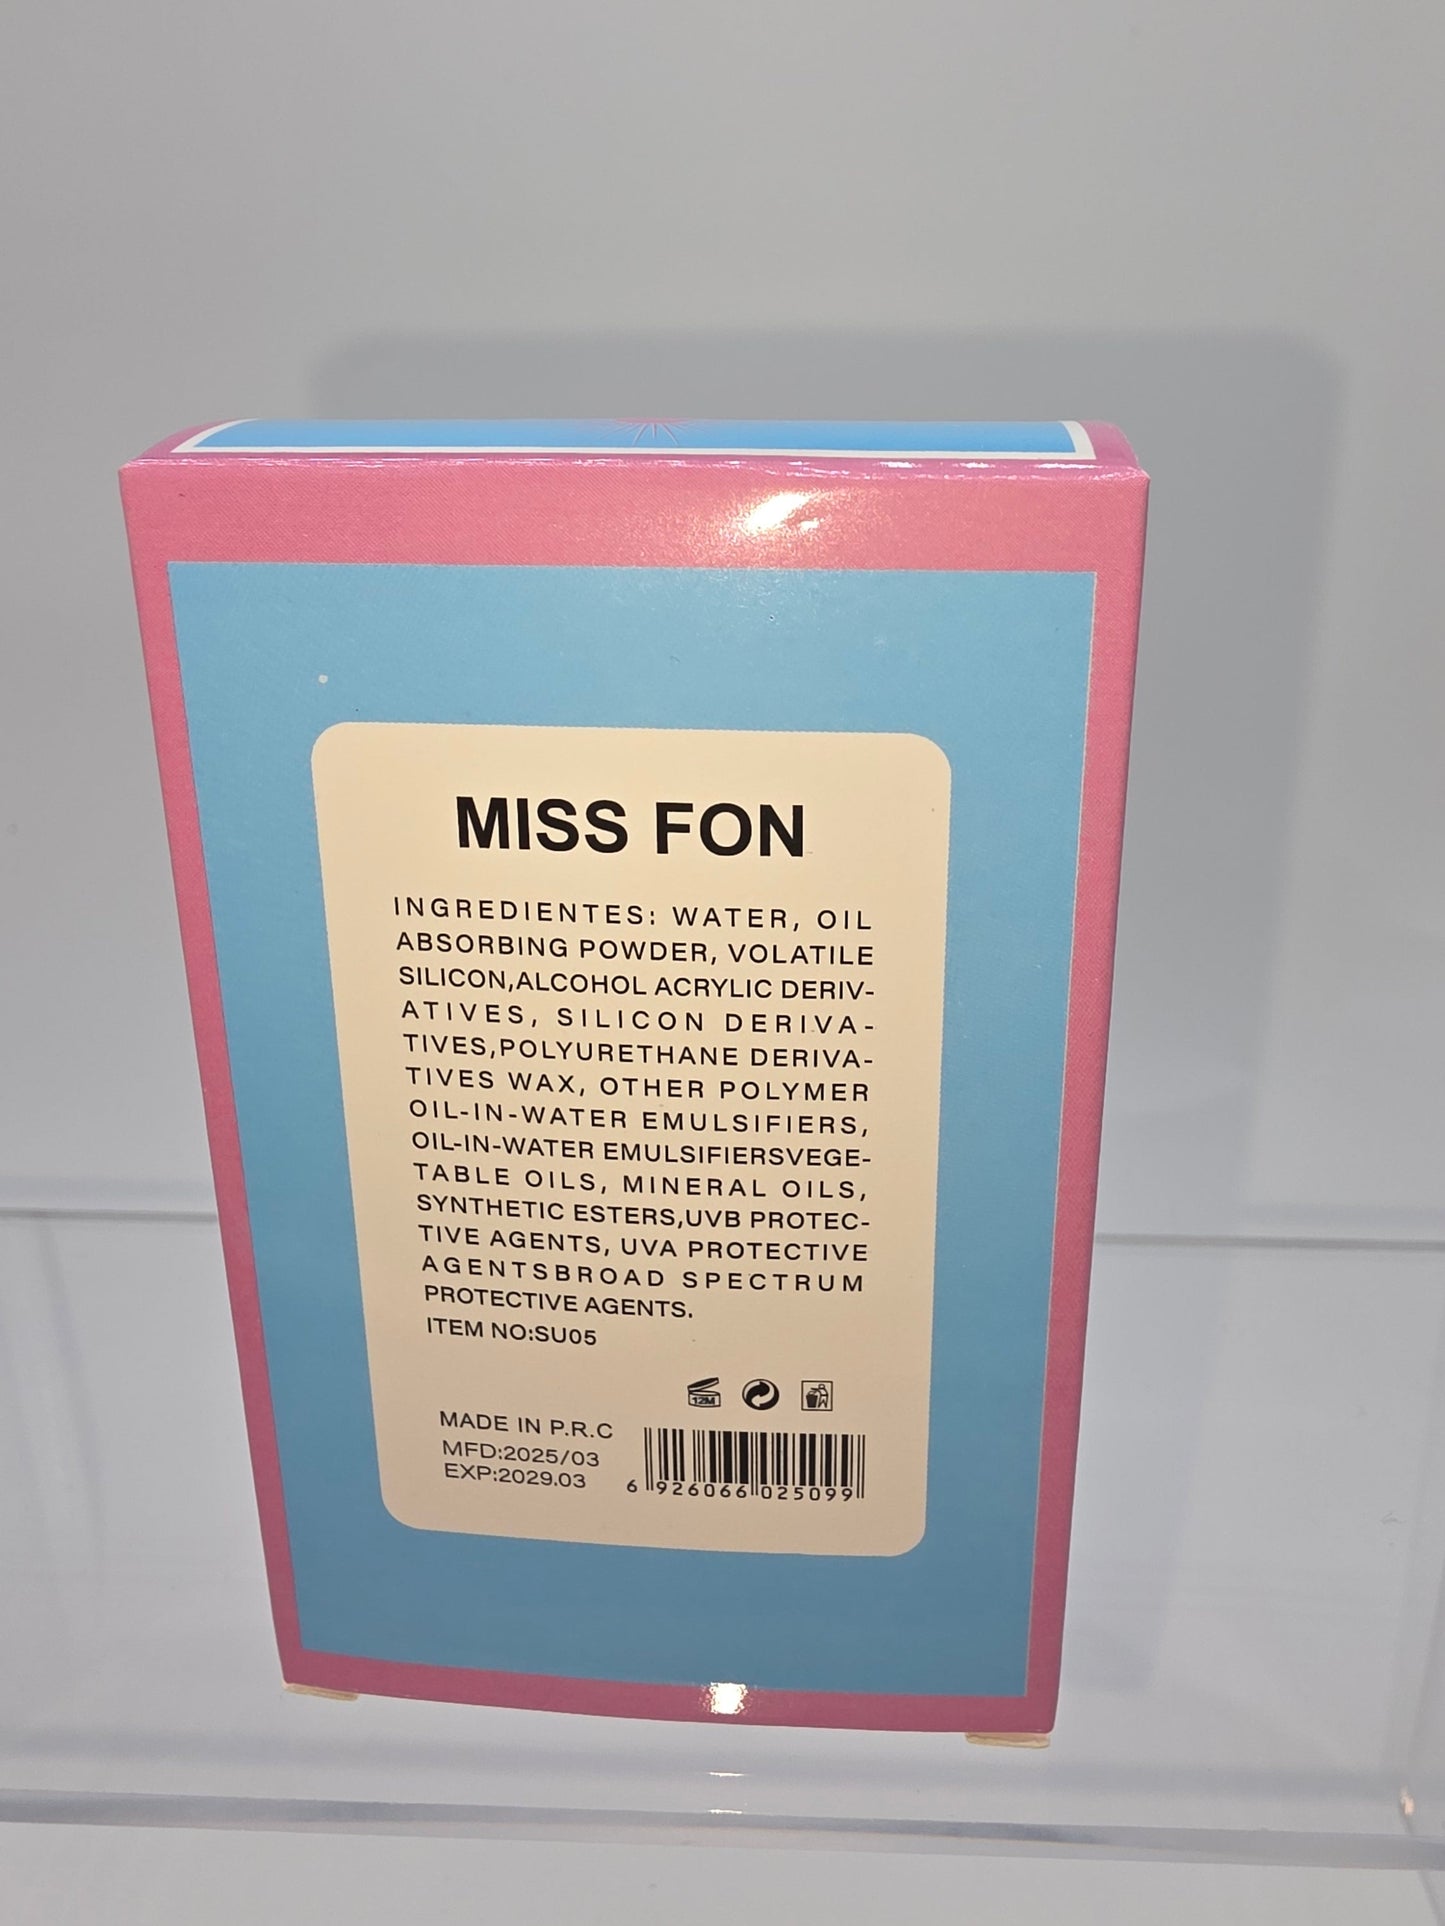 MISS FON
INGREDIENTES: WATER, OIL
ABSORBING POWDER, VOLATILE
SILICON,ALCOHOL ACRYLIC DERIV-
ATIVES, SILICON DERIVA-
TIVES,POLYURETHANE DERIVA-
TIVES WAX, OTHER POLYMER
OIL-IN-WATER EMULSIFIERS,
OIL-IN-WATER EMULSIFIERSVEGE-
TABLE OILS, MINERAL OILS,
SYNTHETIC ESTERS,UVB PROTEC-
TIVE AGENTS, UVA PROTECTIVE
AGENTSBROAD SPECTRUM
PROTECTIVE AGENTS.
ITEM NO:SU05
12M
MADE IN P.R.C
MFD:2025/03
EXP:2029.03
6 926066 025099